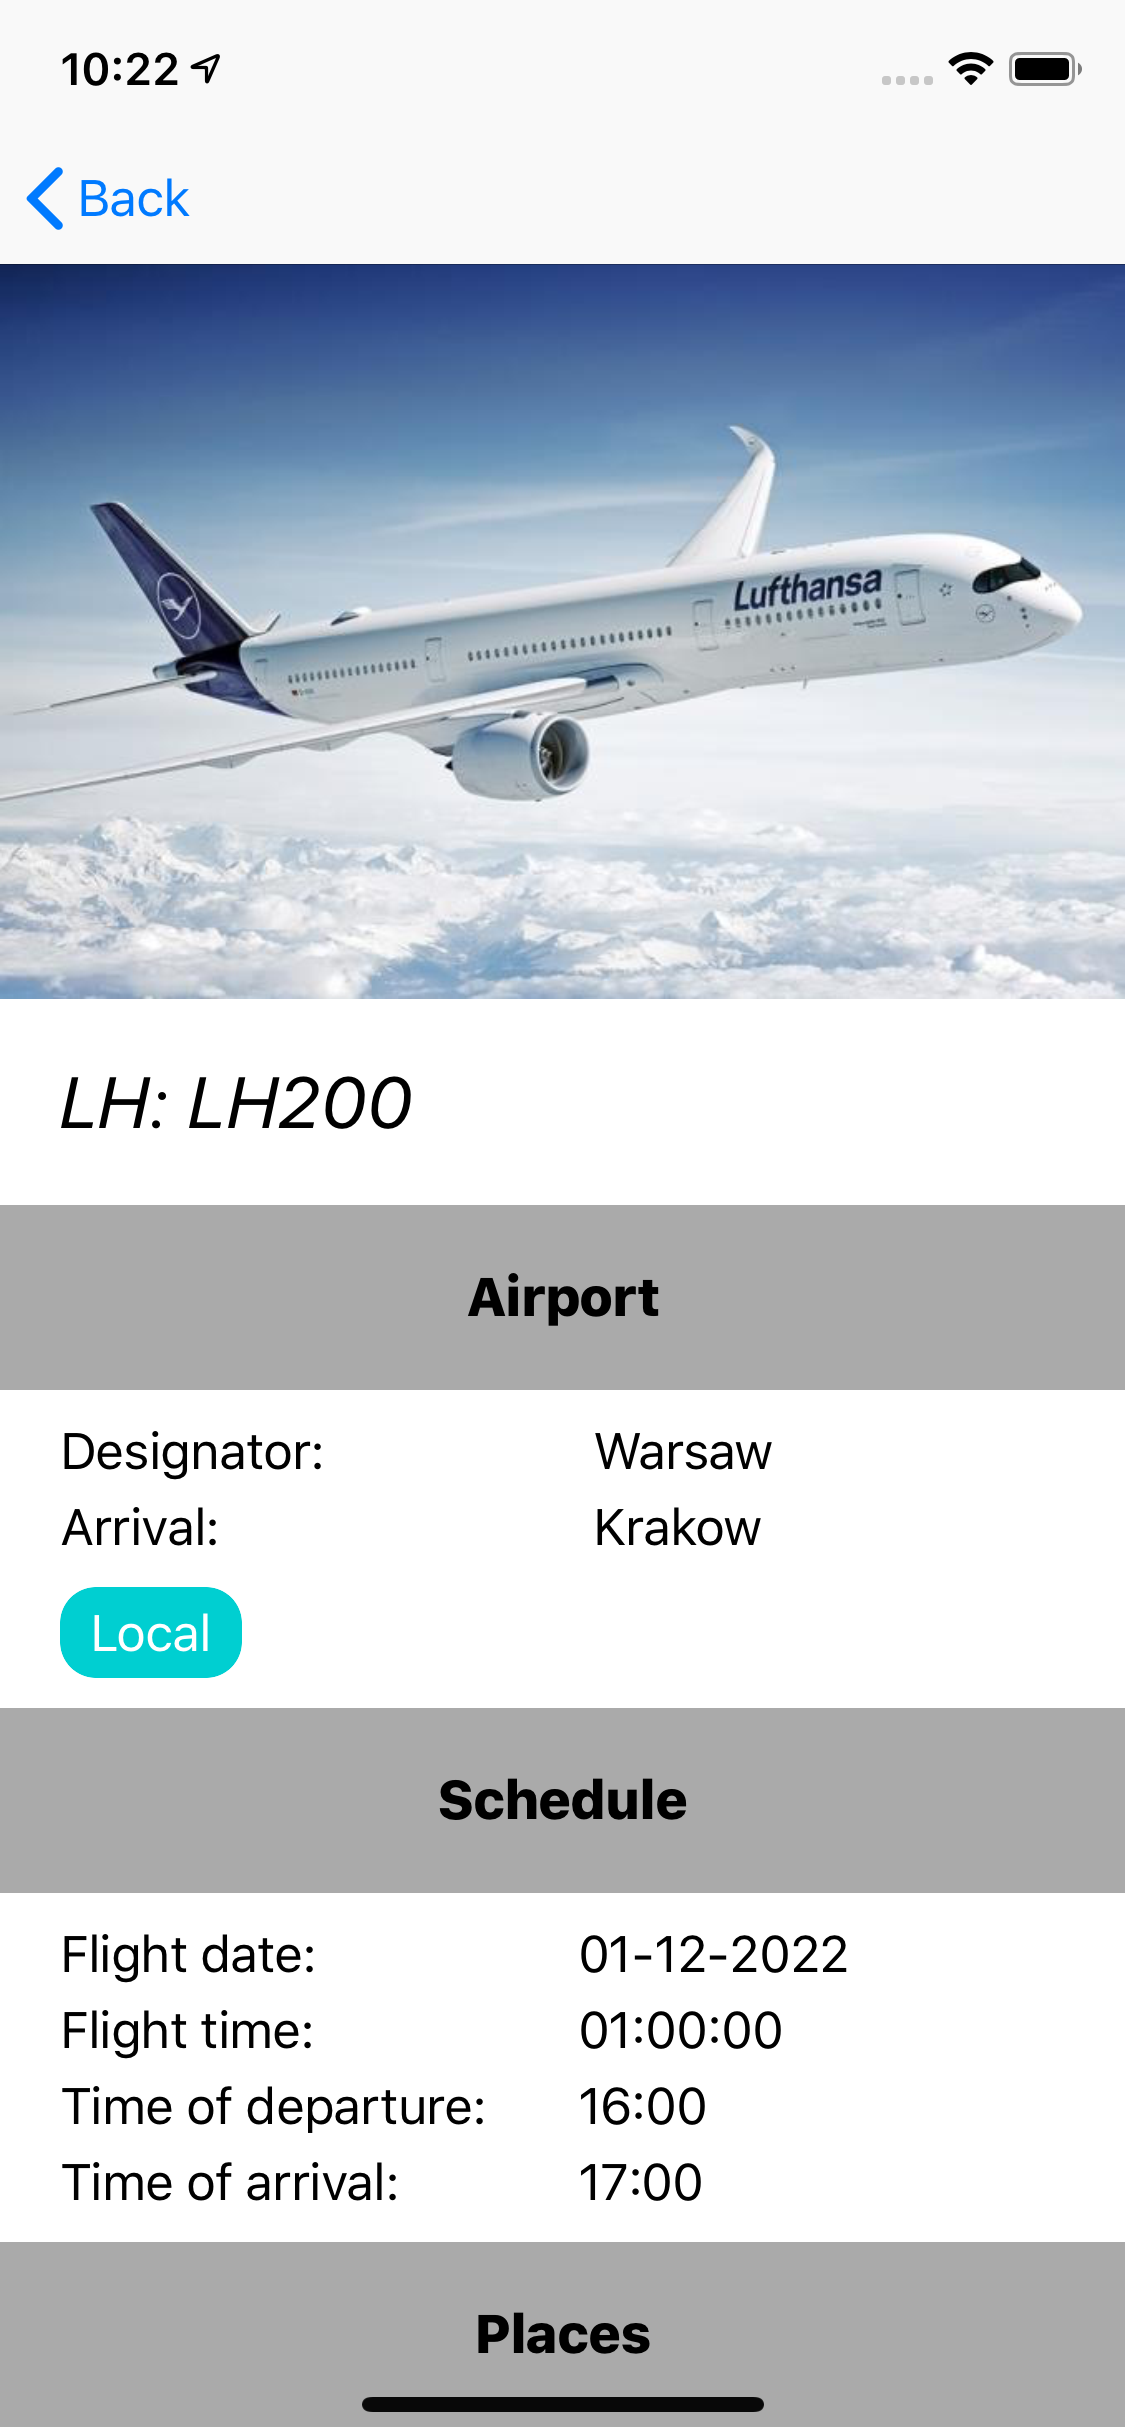 10:22
Back
Lufthansa
LH: LH200
Airport
Designator: Warsaw
Arrival: Krakow
Local
Schedule
Flight date: 01-12-2022
Flight time: 01:00:00
Time of departure: 16:00
Time of arrival: 17:00
Places